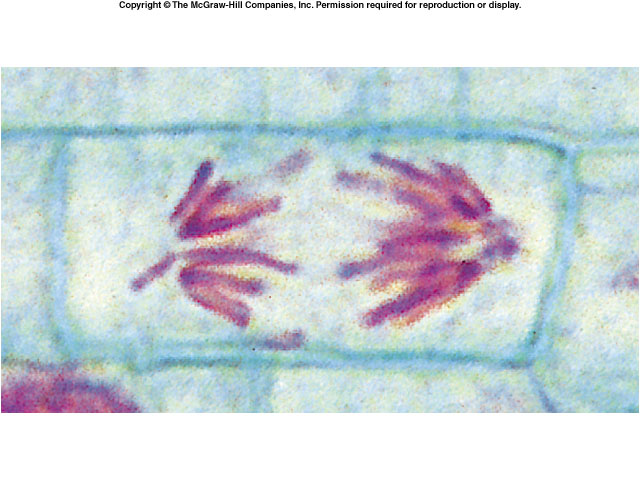 Copyright © The McGraw-Hill Companies, Inc. Permission required for reproduction or display.